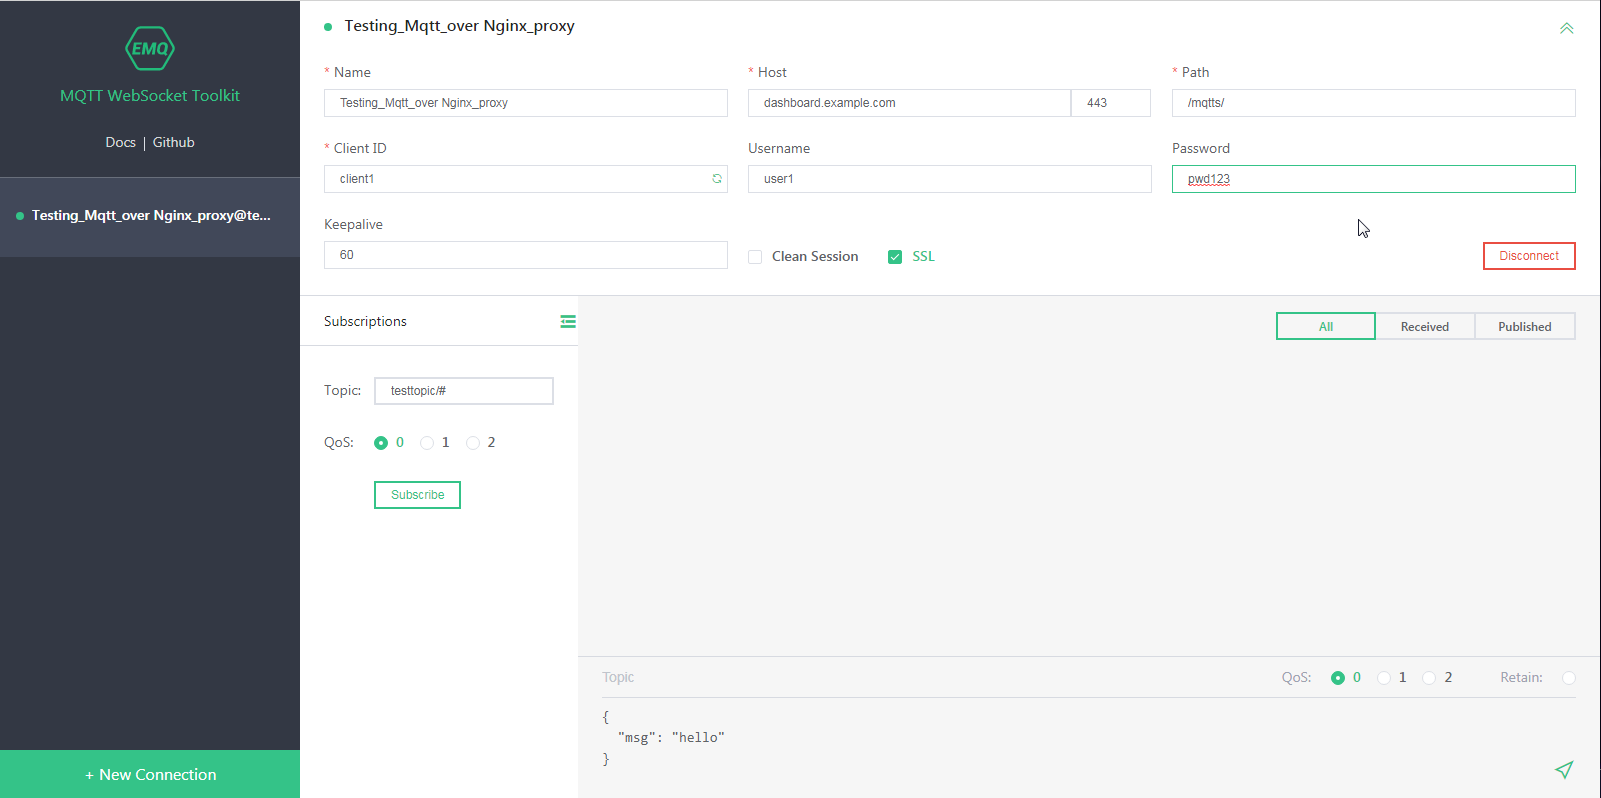 EMQ
MQTT WebSocket Toolkit
Docs | Github
Testing_Mqtt_over Nginx_proxy@te...
+ New Connection
Testing_Mqtt_over Nginx_proxy
* Name
Testing_Mqtt_over Nginx_proxy
* Host
dashboard.example.com
443
* Path
/mqtts/
* Client ID
client1
Username
user1
Password
pwd123
Keepalive
60
Clean Session
SSL
Disconnect
Subscriptions
Topic:
testtopic/#
QoS:
0 1 2
Subscribe
All
Received
Published
Topic
QoS: 0 1 2
Retain:
{
"msg": "hello"
}